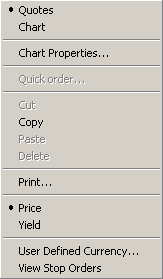 Quotes
Chart
Chart Properties...
Quick order...
Cut
Copy
Paste
Delete
Print...
Price
Yield
User Defined Currency...
View Stop Orders